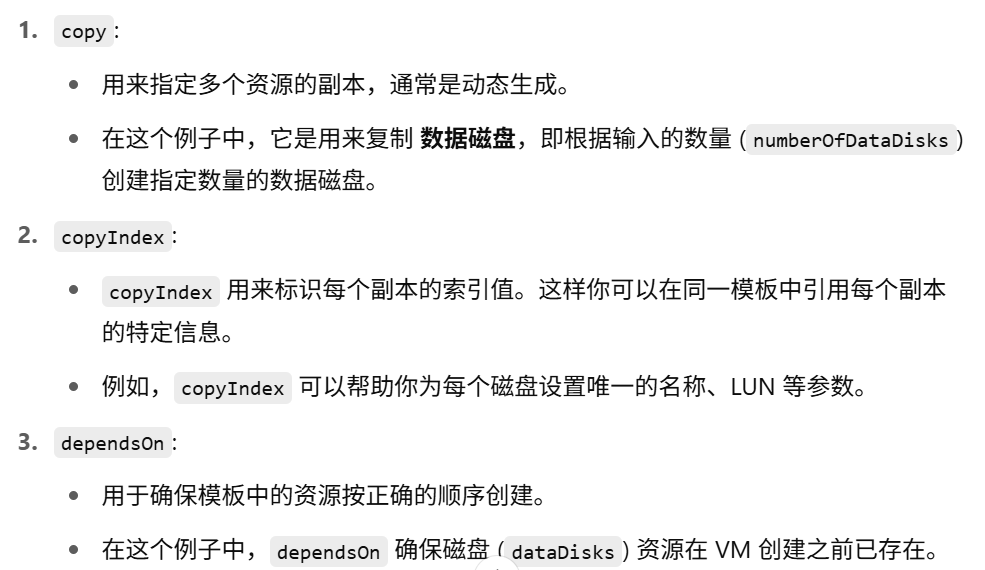 1. copy:
• 用来指定多个资源的副本，通常是动态生成。
• 在这个例子中，它是用来复制 数据磁盘，即根据输入的数量 (numberOfDataDisks)
创建指定数量的数据磁盘。
2. copyIndex:
• copyIndex 用来标识每个副本的索引值。这样你可以在同一模板中引用每个副本
的特定信息。
• 例如，copyIndex 可以帮助你为每个磁盘设置唯一的名称、LUN 等参数。
3. dependsOn:
• 用于确保模板中的资源按正确的顺序创建。
• 在这个例子中，dependsOn 确保磁盘 (dataDisks) 资源在 VM 创建之前已存在。